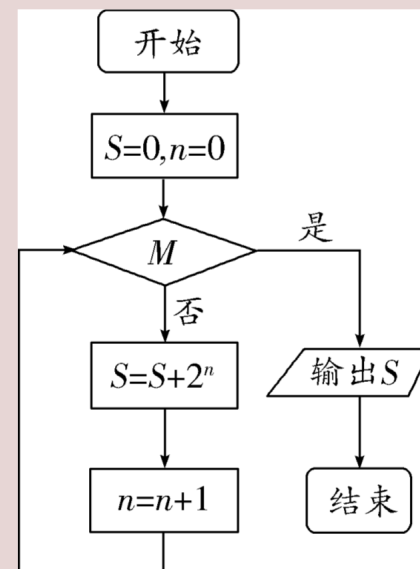 开始
S=0,n=0
M
是
否
S=S+2ⁿ
输出S
n=n+1
结束